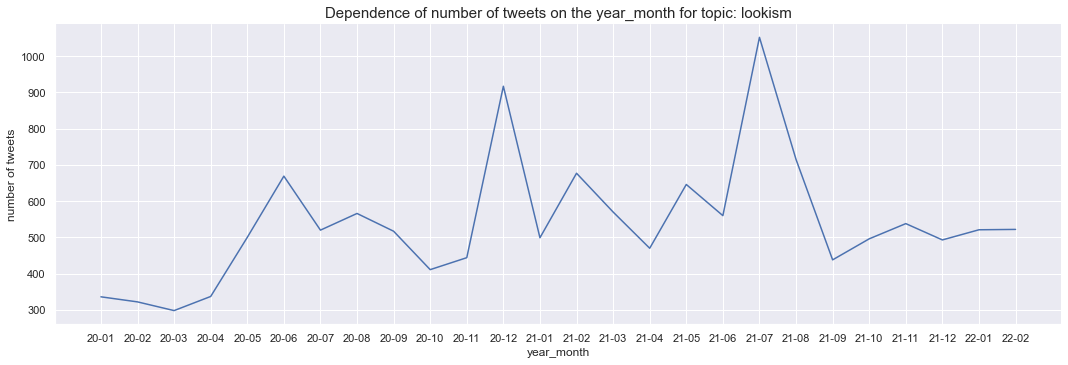 Dependence of number of tweets on the year_month for topic: lookism
number of tweets
1000
900
800
700
600
500
400
300
20-01 20-02 20-03 20-04 20-05 20-06 20-07 20-08 20-09 20-10 20-11 20-12 21-01 21-02 21-03 21-04 21-05 21-06 21-07 21-08 21-09 21-10 21-11 21-12 22-01 22-02
year_month